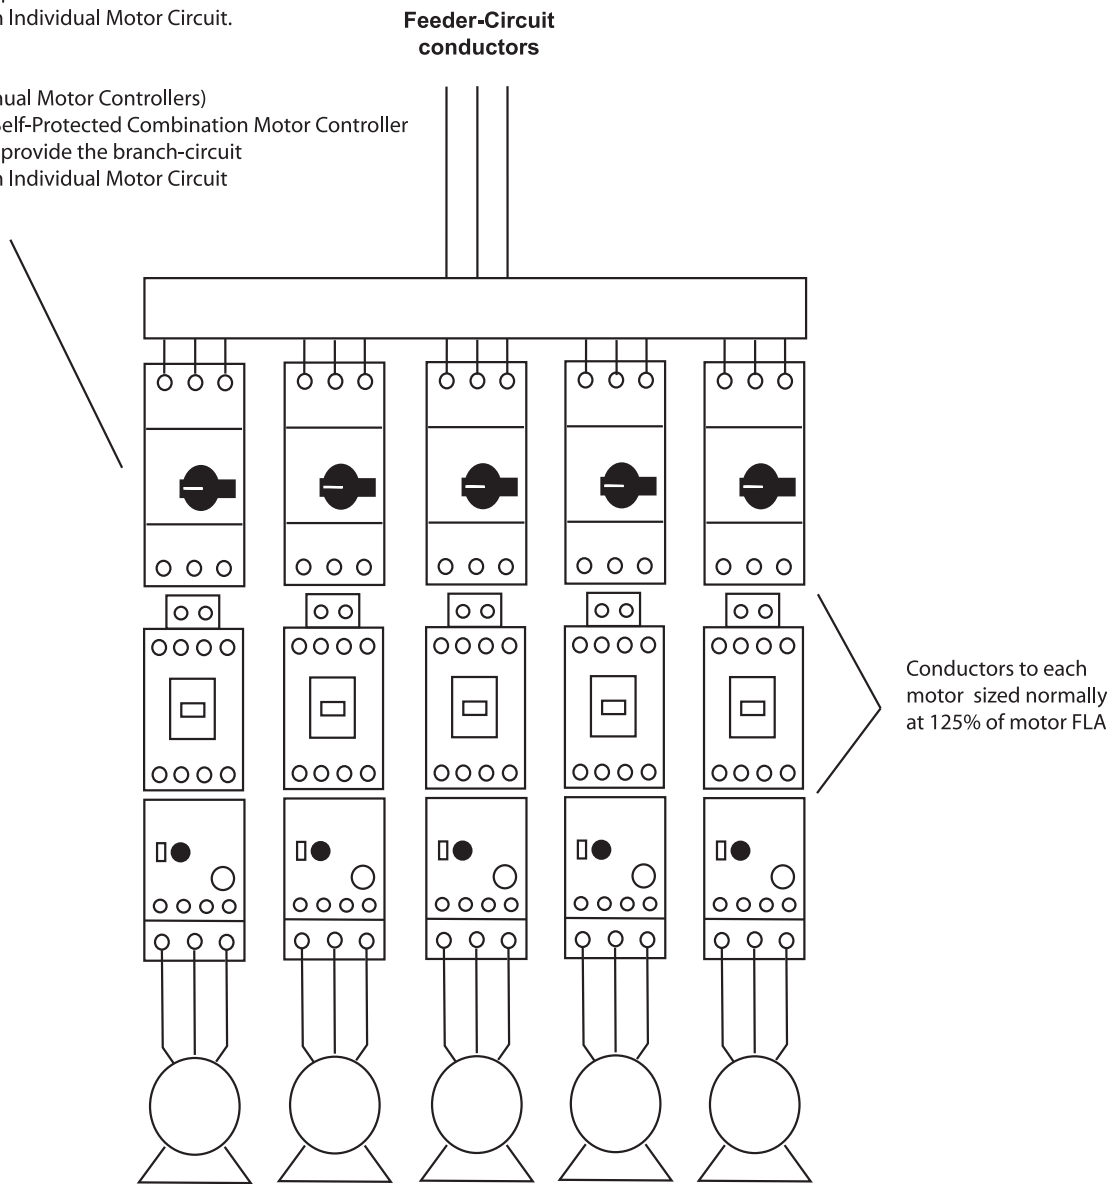 n Individual Motor Circuit.
Feeder-Circuit
conductors
nual Motor Controllers)
Self-Protected Combination Motor Controller
provide the branch-circuit
n Individual Motor Circuit
Conductors to each
motor sized normally
at 125% of motor FLA